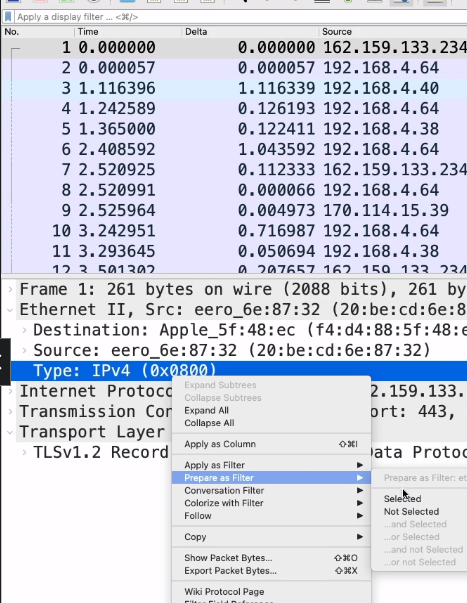 Apply a display filter ... <⌘/>
No. Time Delta Source
1 0.000000 0.000000 162.159.133.234
2 0.000057 0.000057 192.168.4.64
3 1.116396 1.116339 192.168.4.40
4 1.242589 0.126193 192.168.4.64
5 1.365000 0.122411 192.168.4.38
6 2.408592 1.043592 192.168.4.64
7 2.520925 0.112333 162.159.133.234
8 2.520991 0.000066 192.168.4.64
9 2.525964 0.004973 170.114.15.39
10 3.242951 0.716987 192.168.4.64
11 3.293645 0.050694 192.168.4.38
12 3.501302 0.207657 162.159.133.234
Frame 1: 261 bytes on wire (2088 bits), 261 by
Ethernet II, Src: eero_6e:87:32 (20:be:cd:6e:8
Destination: Apple_5f:48:ec (f4:d4:88:5f:48:e
Source: eero_6e:87:32 (20:be:cd:6e:87:32)
Type: IPv4 (0x0800)
Internet Protoc 2.159.133.
Transmission Con ort: 443,
Transport Layer
TLSv1.2 Record Data Protoc
Expand Subtrees
Collapse Subtrees
Expand All
Collapse All
Apply as Column ⇧⌘I
Apply as Filter
Prepare as Filter
Conversation Filter
Colorize with Filter
Follow
Copy
Show Packet Bytes... ⇧⌘O
Export Packet Bytes... ⇧⌘X
Wiki Protocol Page
Filter Field Reference
Prepare as Filter: et
Selected
Not Selected
...and Selected
...or Selected
...and not Selected
...or not Selected